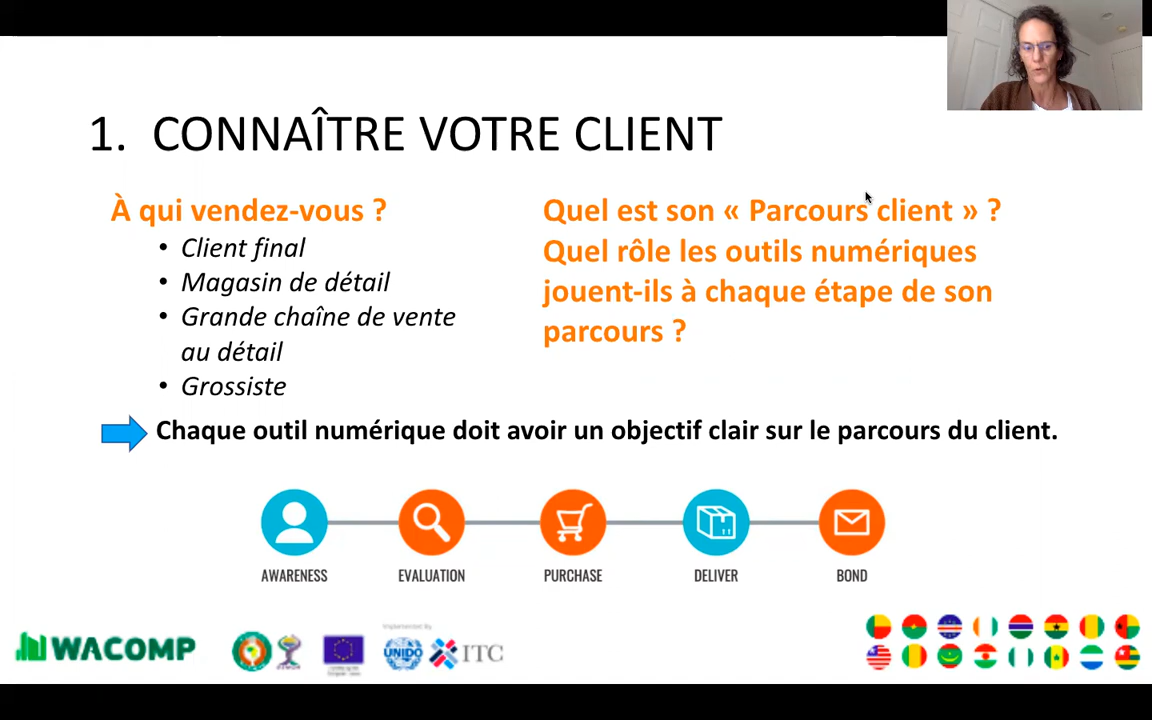 1. CONNAÎTRE VOTRE CLIENT
À qui vendez-vous ?
• Client final
• Magasin de détail
• Grande chaîne de vente
au détail
• Grossiste
Quel est son « Parcours client » ?
Quel rôle les outils numériques
jouent-ils à chaque étape de son
parcours ?
Chaque outil numérique doit avoir un objectif clair sur le parcours du client.
AWARENESS
EVALUATION
PURCHASE
DELIVER
BOND
WACOMP
Implemented By
UNIDO
ITC